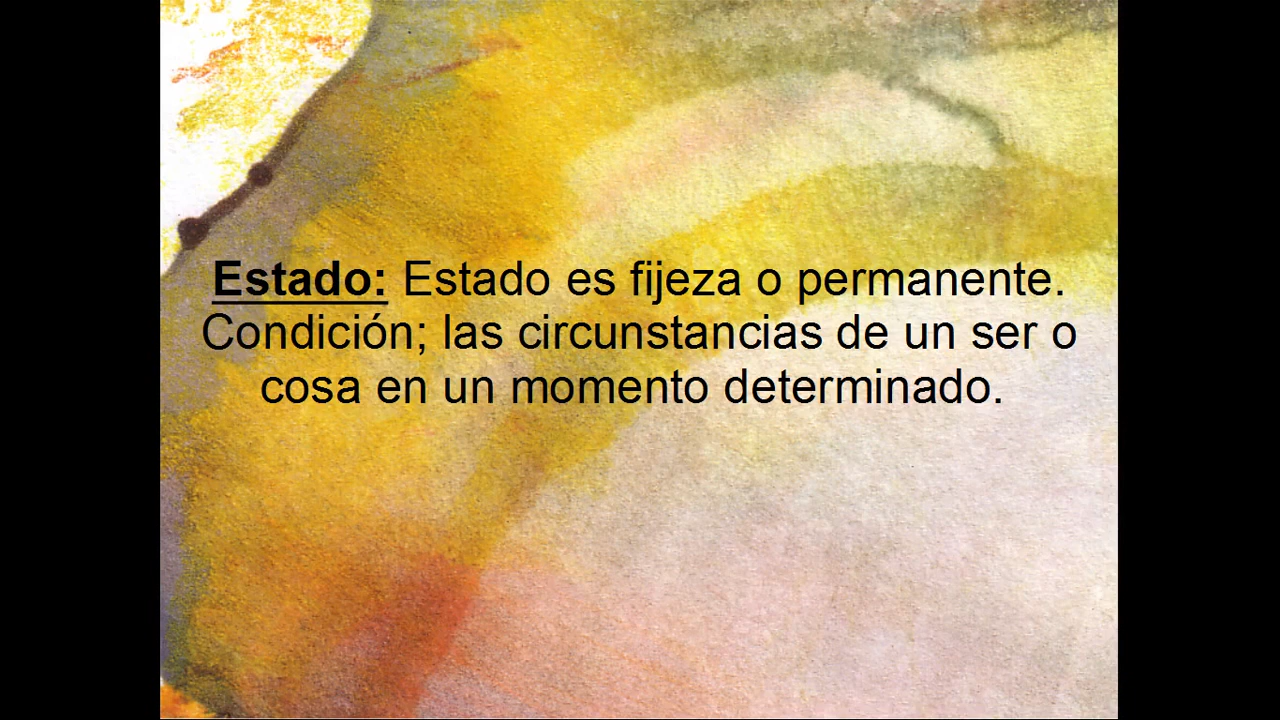 Estado: Estado es fijeza o permanente.
Condición; las circunstancias de un ser o
cosa en un momento determinado.